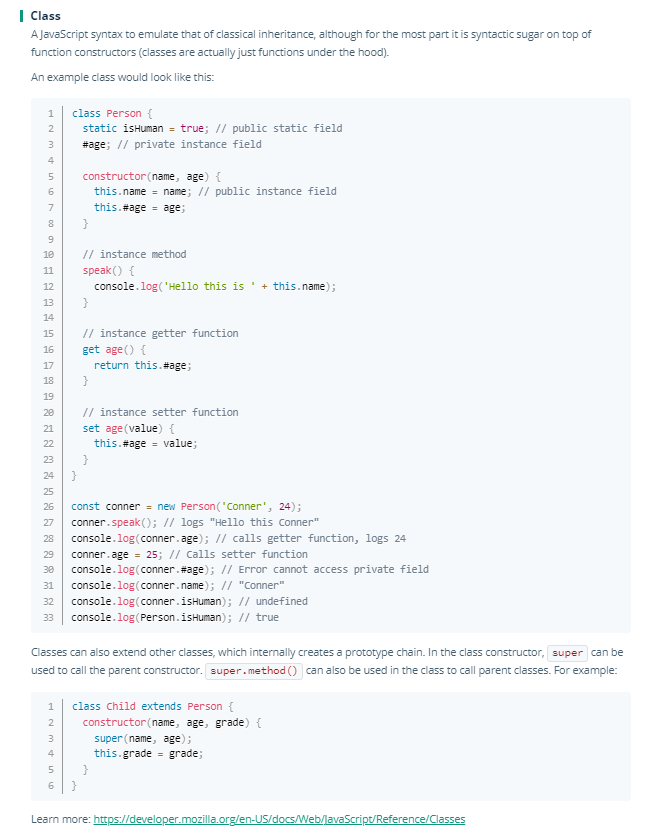 Class
A JavaScript syntax to emulate that of classical inheritance, although for the most part it is syntactic sugar on top of
function constructors (classes are actually just functions under the hood).
An example class would look like this:
1 class Person {
2   static isHuman = true; // public static field
3   #age; // private instance field
4
5   constructor(name, age) {
6     this.name = name; // public instance field
7     this.#age = age;
8   }
9
10   // instance method
11   speak() {
12     console.log('Hello this is ' + this.name);
13   }
14
15   // instance getter function
16   get age() {
17     return this.#age;
18   }
19
20   // instance setter function
21   set age(value) {
22     this.#age = value;
23   }
24 }
25
26 const conner = new Person('Conner', 24);
27 conner.speak(); // logs "Hello this Conner"
28 console.log(conner.age); // calls getter function, logs 24
29 conner.age = 25; // Calls setter function
30 console.log(conner.#age); // Error cannot access private field
31 console.log(conner.name); // "Conner"
32 console.log(conner.isHuman); // undefined
33 console.log(Person.isHuman); // true
Classes can also extend other classes, which internally creates a prototype chain. In the class constructor, super can be
used to call the parent constructor. super.method() can also be used in the class to call parent classes. For example:
1 class Child extends Person {
2   constructor(name, age, grade) {
3     super(name, age);
4     this.grade = grade;
5   }
6 }
Learn more: https://developer.mozilla.org/en-US/docs/Web/JavaScript/Reference/Classes